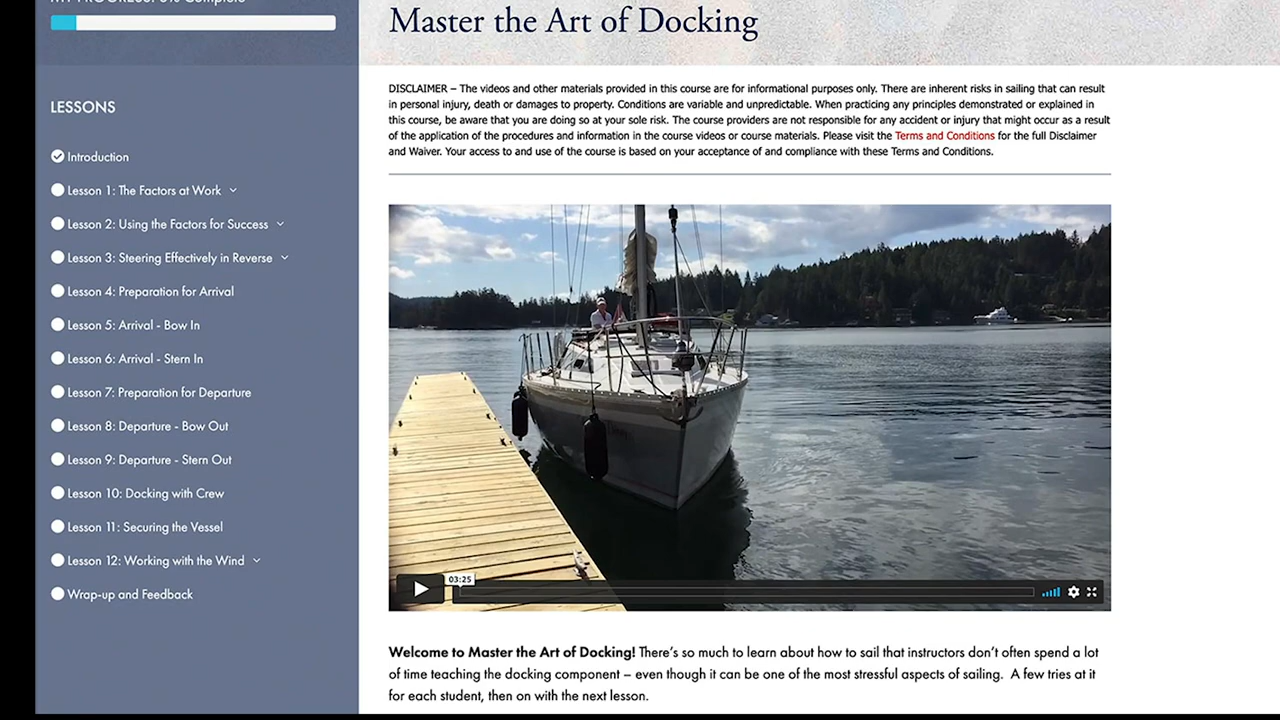 Master the Art of Docking
LESSONS
Introduction
Lesson 1: The Factors at Work
Lesson 2: Using the Factors for Success
Lesson 3: Steering Effectively in Reverse
Lesson 4: Preparation for Arrival
Lesson 5: Arrival - Bow In
Lesson 6: Arrival - Stern In
Lesson 7: Preparation for Departure
Lesson 8: Departure - Bow Out
Lesson 9: Departure - Stern Out
Lesson 10: Docking with Crew
Lesson 11: Securing the Vessel
Lesson 12: Working with the Wind
Wrap-up and Feedback
DISCLAIMER – The videos and other materials provided in this course are for informational purposes only. There are inherent risks in sailing that can result
in personal injury, death or damages to property. Conditions are variable and unpredictable. When practicing any principles demonstrated or explained in
this course, be aware that you are doing so at your sole risk. The course providers are not responsible for any accident or injury that might occur as a result
of the application of the procedures and information in the course videos or course materials. Please visit the Terms and Conditions for the full Disclaimer
and Waiver. Your access to and use of the course is based on your acceptance of and compliance with these Terms and Conditions.
03:25
Welcome to Master the Art of Docking! There's so much to learn about how to sail that instructors don't often spend a lot
of time teaching the docking component – even though it can be one of the most stressful aspects of sailing. A few tries at it
for each student, then on with the next lesson.